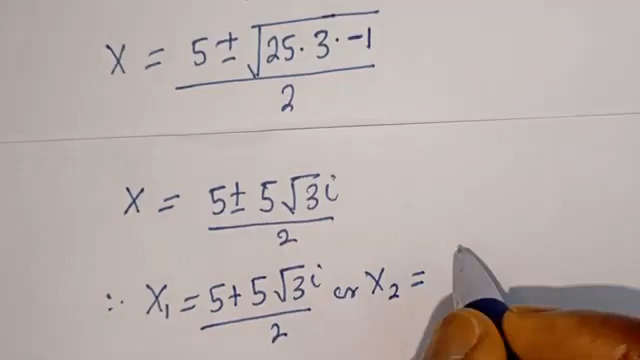 X = 5 ± √25·3·-1 / 2
X = 5 ± 5√3i / 2
∴ X₁ = 5 + 5√3i / 2 or X₂ =